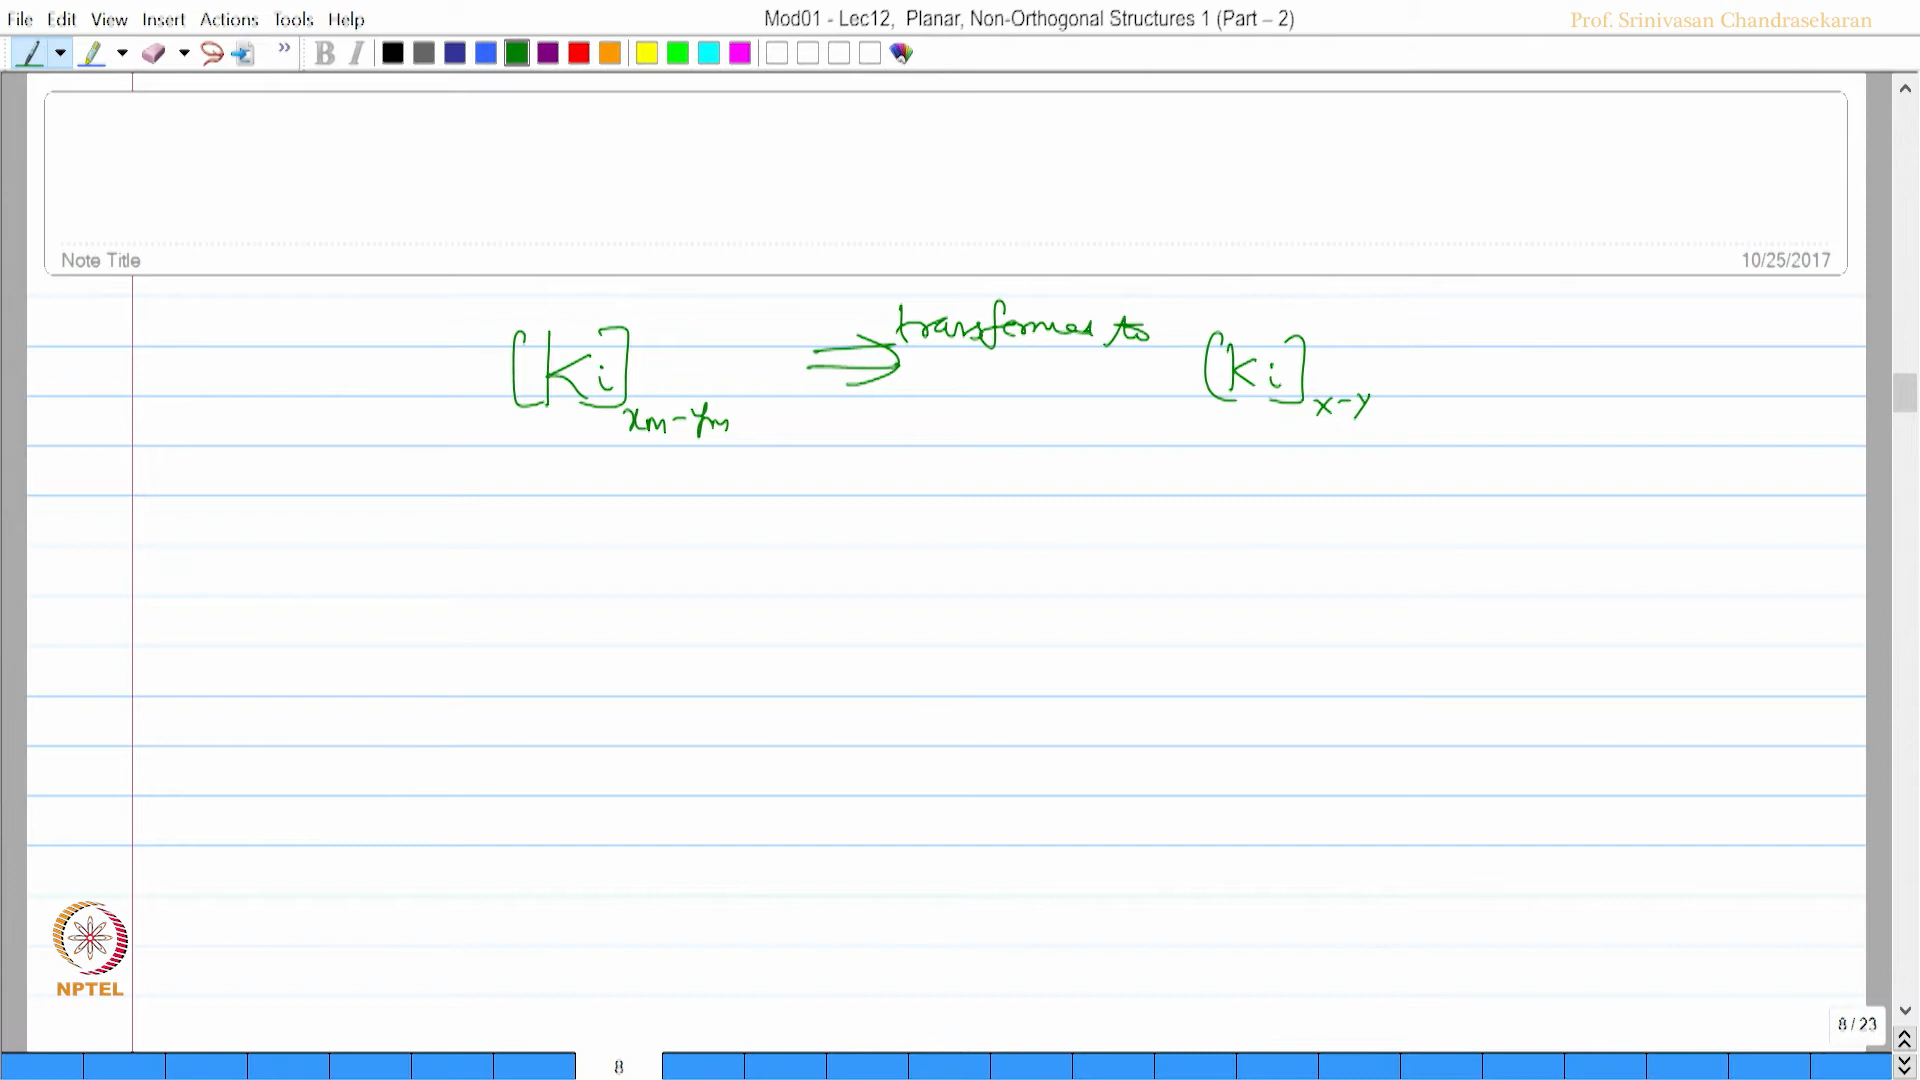 File Edit View Insert Actions Tools Help
Mod01 - Lec12, Planar, Non-Orthogonal Structures 1 (Part – 2)
Prof. Srinivasan Chandrasekaran
B I
Note Title
10/25/2017
[Ki]xm-ym ⇒ transformed to [Ki]x-y
NPTEL
8 / 23
8